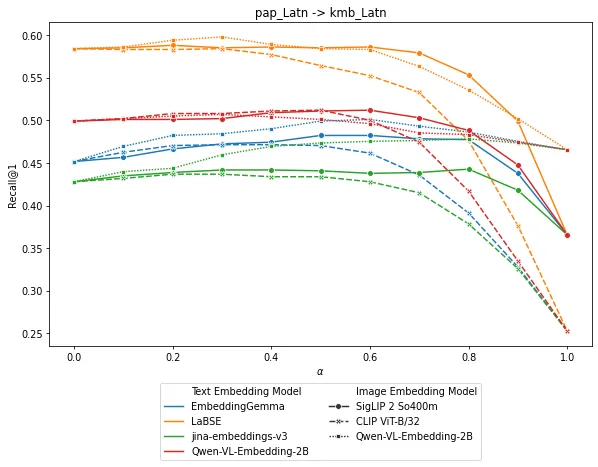 pap_Latn -> kmb_Latn
Recall@1
0.60
0.55
0.50
0.45
0.40
0.35
0.30
0.25
0.0 0.2 0.4 0.6 0.8 1.0
α
Text Embedding Model Image Embedding Model
EmbeddingGemma SigLIP 2 So400m
LaBSE CLIP ViT-B/32
jina-embeddings-v3 Qwen-VL-Embedding-2B
Qwen-VL-Embedding-2B